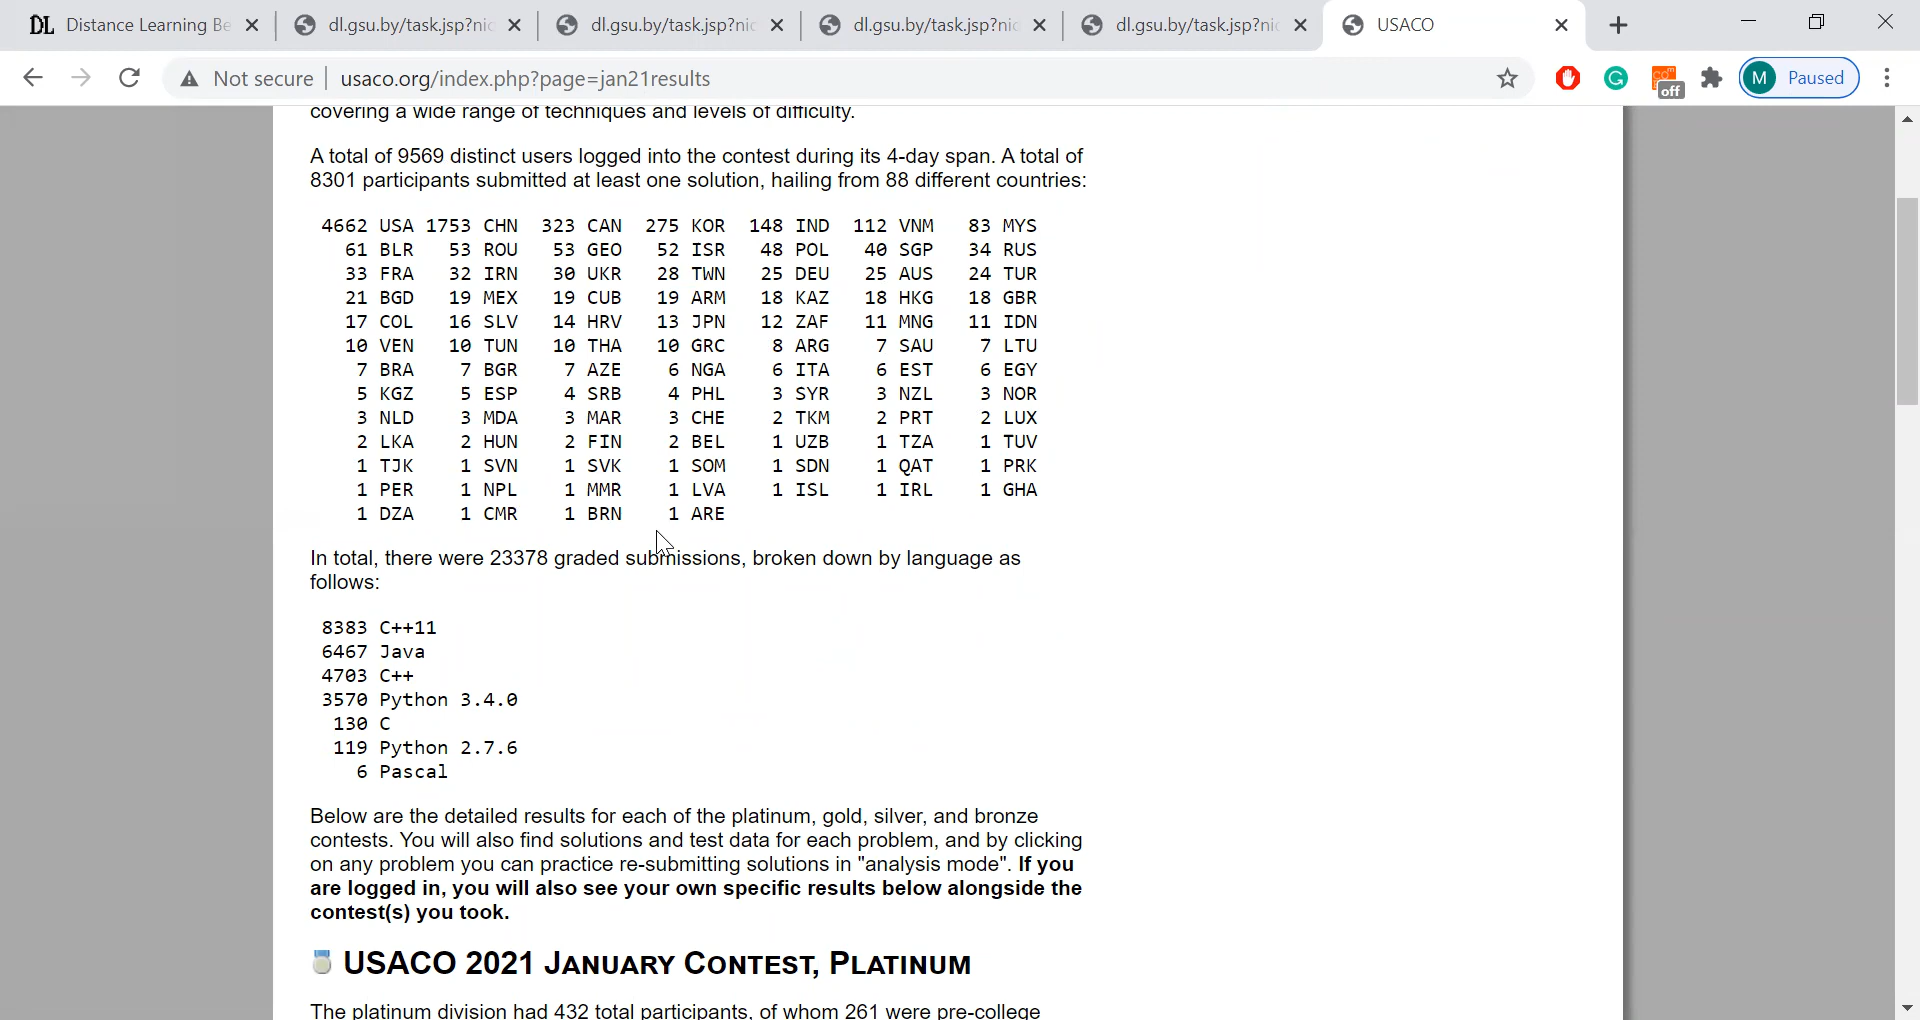 DL Distance Learning Be dl.gsu.by/task.jsp?nic dl.gsu.by/task.jsp?nic dl.gsu.by/task.jsp?nic dl.gsu.by/task.jsp?nic USACO
Not secure usaco.org/index.php?page=jan21results off M Paused
covering a wide range of techniques and levels of difficulty.
A total of 9569 distinct users logged into the contest during its 4-day span. A total of
8301 participants submitted at least one solution, hailing from 88 different countries:
4662 USA 1753 CHN 323 CAN 275 KOR 148 IND 112 VNM 83 MYS
61 BLR 53 ROU 53 GEO 52 ISR 48 POL 40 SGP 34 RUS
33 FRA 32 IRN 30 UKR 28 TWN 25 DEU 25 AUS 24 TUR
21 BGD 19 MEX 19 CUB 19 ARM 18 KAZ 18 HKG 18 GBR
17 COL 16 SLV 14 HRV 13 JPN 12 ZAF 11 MNG 11 IDN
10 VEN 10 TUN 10 THA 10 GRC 8 ARG 7 SAU 7 LTU
7 BRA 7 BGR 7 AZE 6 NGA 6 ITA 6 EST 6 EGY
5 KGZ 5 ESP 4 SRB 4 PHL 3 SYR 3 NZL 3 NOR
3 NLD 3 MDA 3 MAR 3 CHE 2 TKM 2 PRT 2 LUX
2 LKA 2 HUN 2 FIN 2 BEL 1 UZB 1 TZA 1 TUV
1 TJK 1 SVN 1 SVK 1 SOM 1 SDN 1 QAT 1 PRK
1 PER 1 NPL 1 MMR 1 LVA 1 ISL 1 IRL 1 GHA
1 DZA 1 CMR 1 BRN 1 ARE
In total, there were 23378 graded submissions, broken down by language as
follows:
8383 C++11
6467 Java
4703 C++
3570 Python 3.4.0
130 C
119 Python 2.7.6
6 Pascal
Below are the detailed results for each of the platinum, gold, silver, and bronze
contests. You will also find solutions and test data for each problem, and by clicking
on any problem you can practice re-submitting solutions in "analysis mode". If you
are logged in, you will also see your own specific results below alongside the
contest(s) you took.
USACO 2021 January Contest, Platinum
The platinum division had 432 total participants, of whom 261 were pre-college